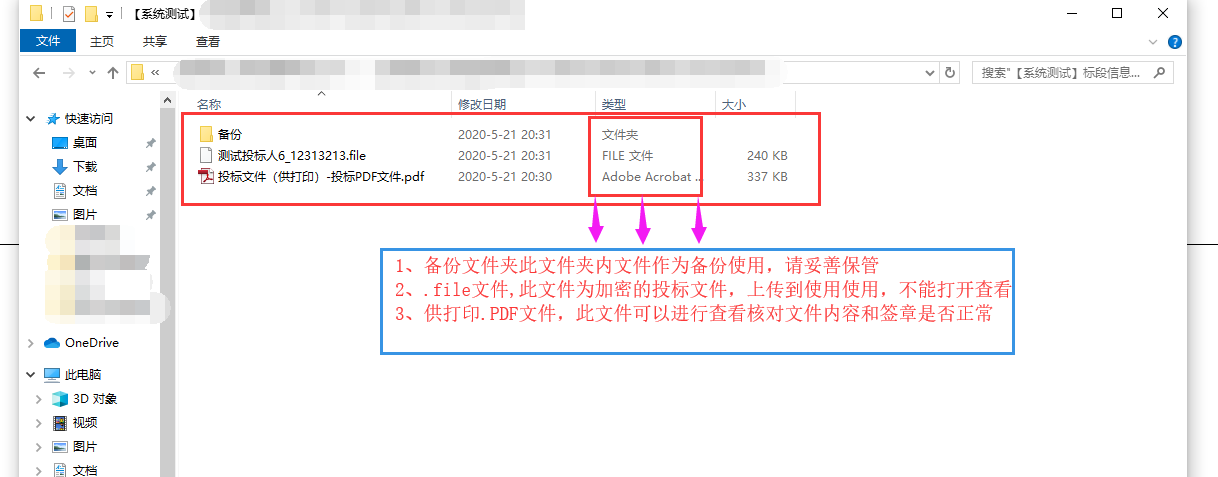 【系统测试】
文件 主页 共享 查看
« 搜索"【系统测试】标段信息...
名称 修改日期 类型 大小
快速访问
桌面
下载
文档
图片
OneDrive
此电脑
3D 对象
视频
图片
文档
备份 2020-5-21 20:31 文件夹
测试投标人6_12313213.file 2020-5-21 20:31 FILE 文件 240 KB
投标文件（供打印）-投标PDF文件.pdf 2020-5-21 20:30 Adobe Acrobat .. 337 KB
1、备份文件夹此文件夹内文件作为备份使用，请妥善保管
2、.file文件,此文件为加密的投标文件，上传到使用使用，不能打开查看
3、供打印.PDF文件，此文件可以进行查看核对文件内容和签章是否正常